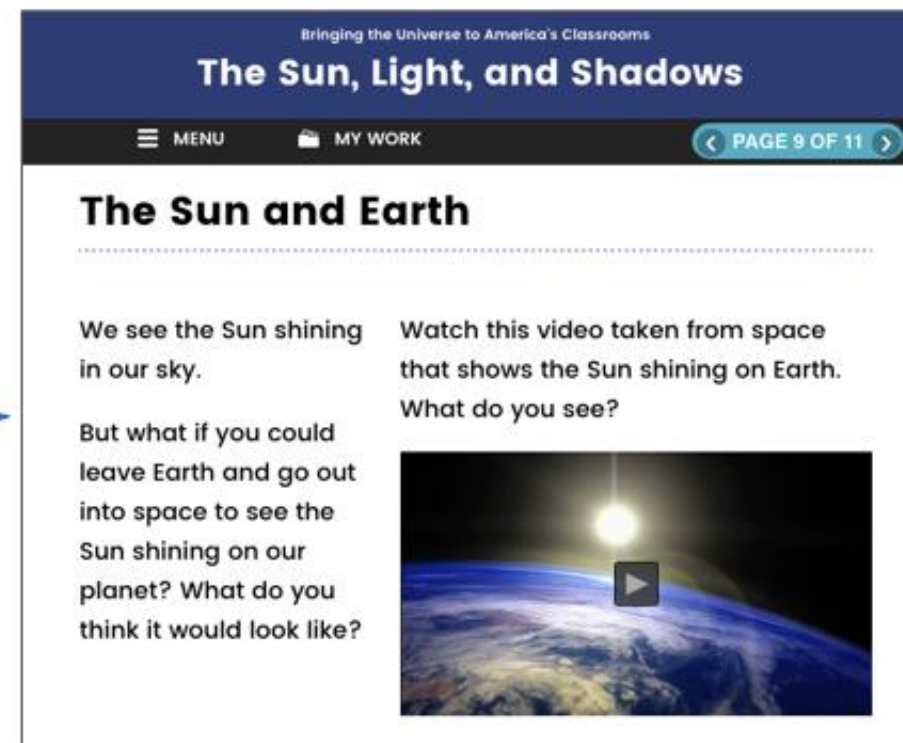 Bringing the Universe to America's Classrooms
The Sun, Light, and Shadows
MENU
MY WORK
PAGE 9 OF 11
The Sun and Earth
We see the Sun shining
in our sky.
But what if you could
leave Earth and go out
into space to see the
Sun shining on our
planet? What do you
think it would look like?
Watch this video taken from space
that shows the Sun shining on Earth.
What do you see?